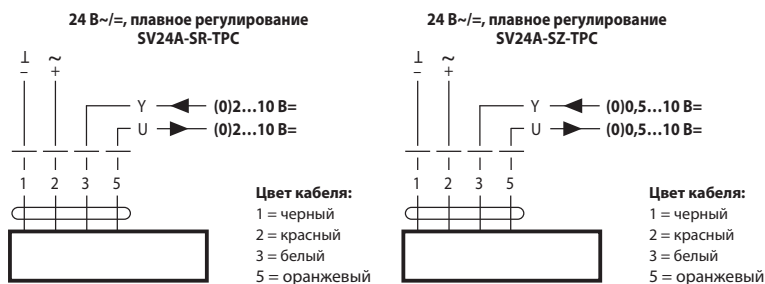 24 В~/=, плавное регулирование
SV24A-SR-TPC
⊥ ~
– +
Y (0)2…10 В=
U (0)2…10 В=
1 2 3 5
Цвет кабеля:
1 = черный
2 = красный
3 = белый
5 = оранжевый
24 В~/=, плавное регулирование
SV24A-SZ-TPC
⊥ ~
– +
Y (0)0,5…10 В=
U (0)0,5…10 В=
1 2 3 5
Цвет кабеля:
1 = черный
2 = красный
3 = белый
5 = оранжевый